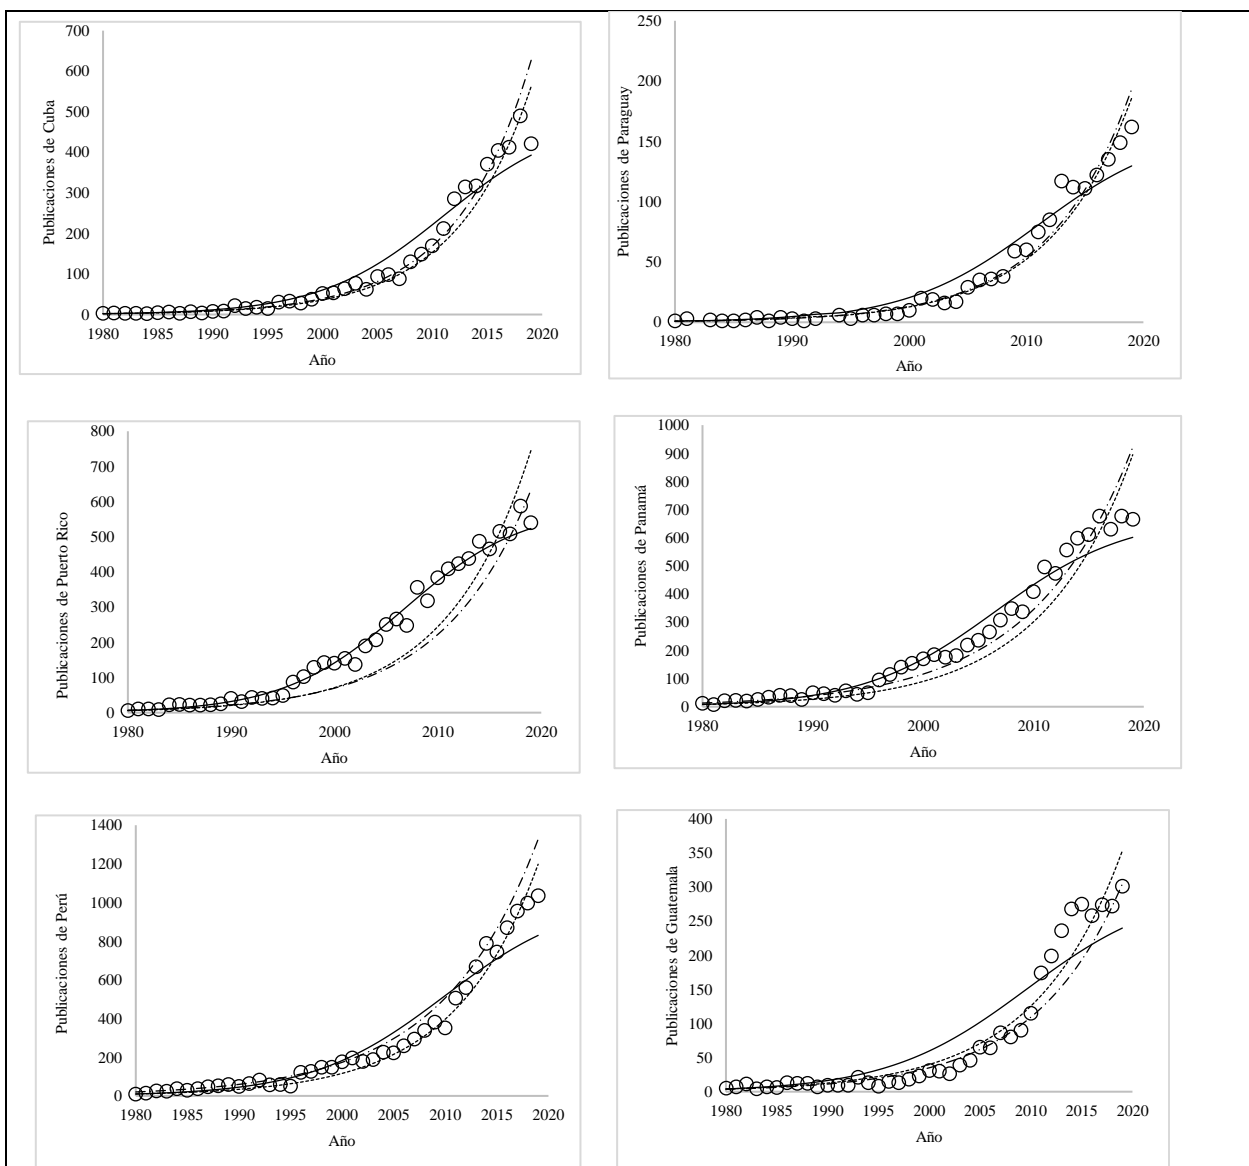 Publicaciones de Cuba
700
600
500
400
300
200
100
0
1980 1985 1990 1995 2000 2005 2010 2015 2020
Año
Publicaciones de Paraguay
250
200
150
100
50
0
1980 1990 2000 2010 2020
Año
Publicaciones de Puerto Rico
800
700
600
500
400
300
200
100
0
1980 1990 2000 2010 2020
Año
Publicaciones de Panamá
1000
900
800
700
600
500
400
300
200
100
0
1980 1990 2000 2010 2020
Año
Publicaciones de Perú
1400
1200
1000
800
600
400
200
0
1980 1985 1990 1995 2000 2005 2010 2015 2020
Año
Publicaciones de Guatemala
400
350
300
250
200
150
100
50
0
1980 1985 1990 1995 2000 2005 2010 2015 2020
Año